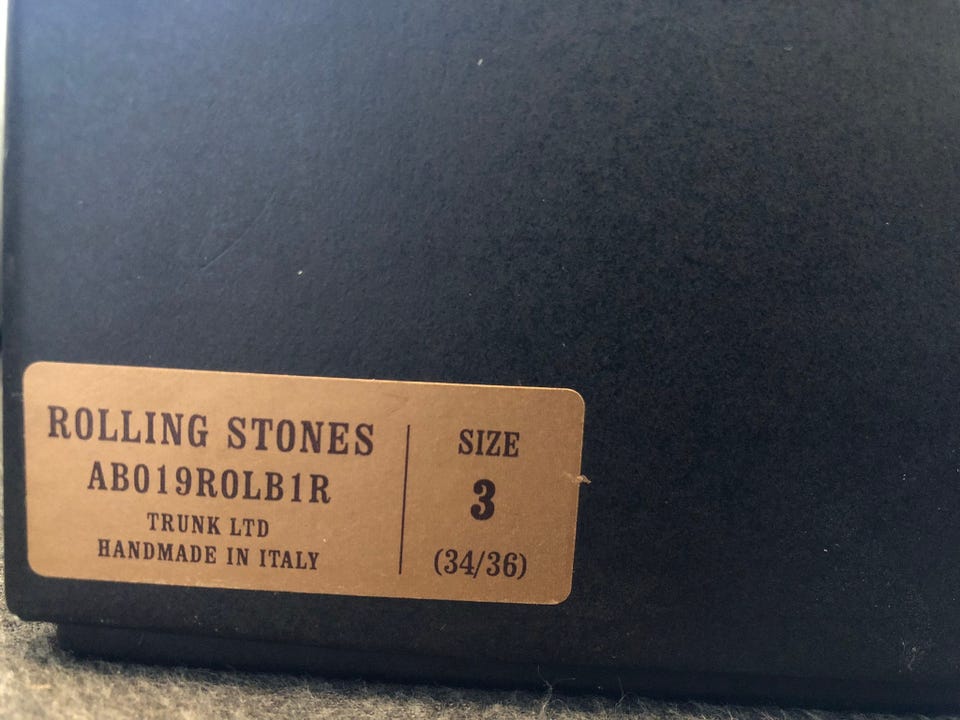 ROLLING STONES
AB019ROLB1R
TRUNK LTD
HANDMADE IN ITALY
SIZE
3
(34/36)